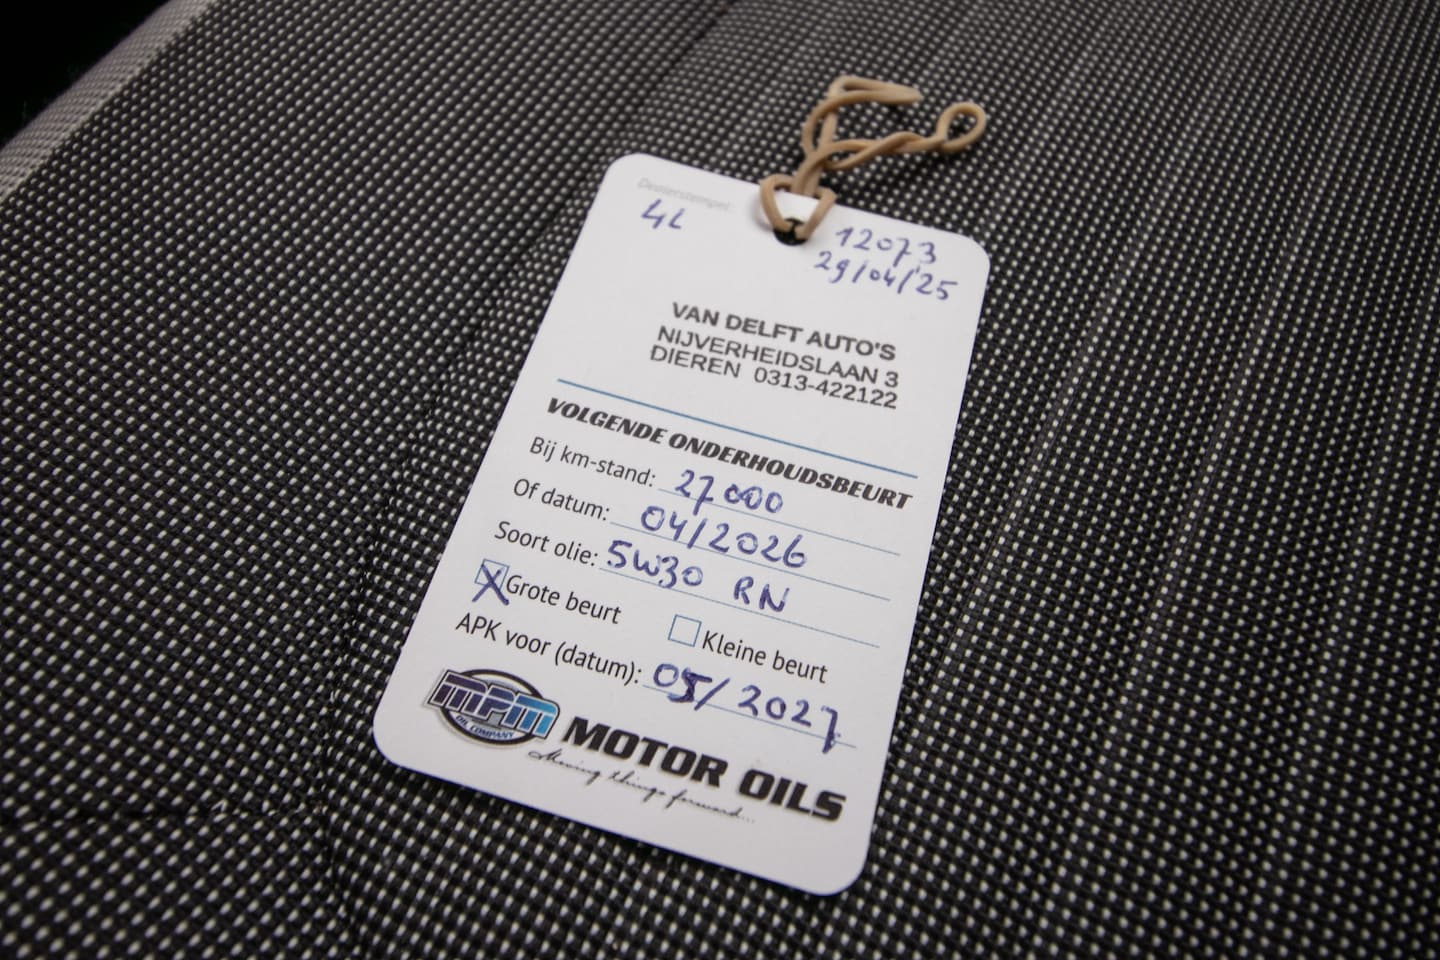 Dealerstempel:
4L
12073
29/04/'25
VAN DELFT AUTO'S
NIJVERHEIDSLAAN 3
DIEREN 0313-422122
VOLGENDE ONDERHOUDSBEURT
Bij km-stand: 27000
Of datum: 04/2026
Soort olie: 5W30 RN
X Grote beurt Kleine beurt
APK voor (datum): 05/2027
MPM
OIL COMPANY
MOTOR OILS
Moving things forward...